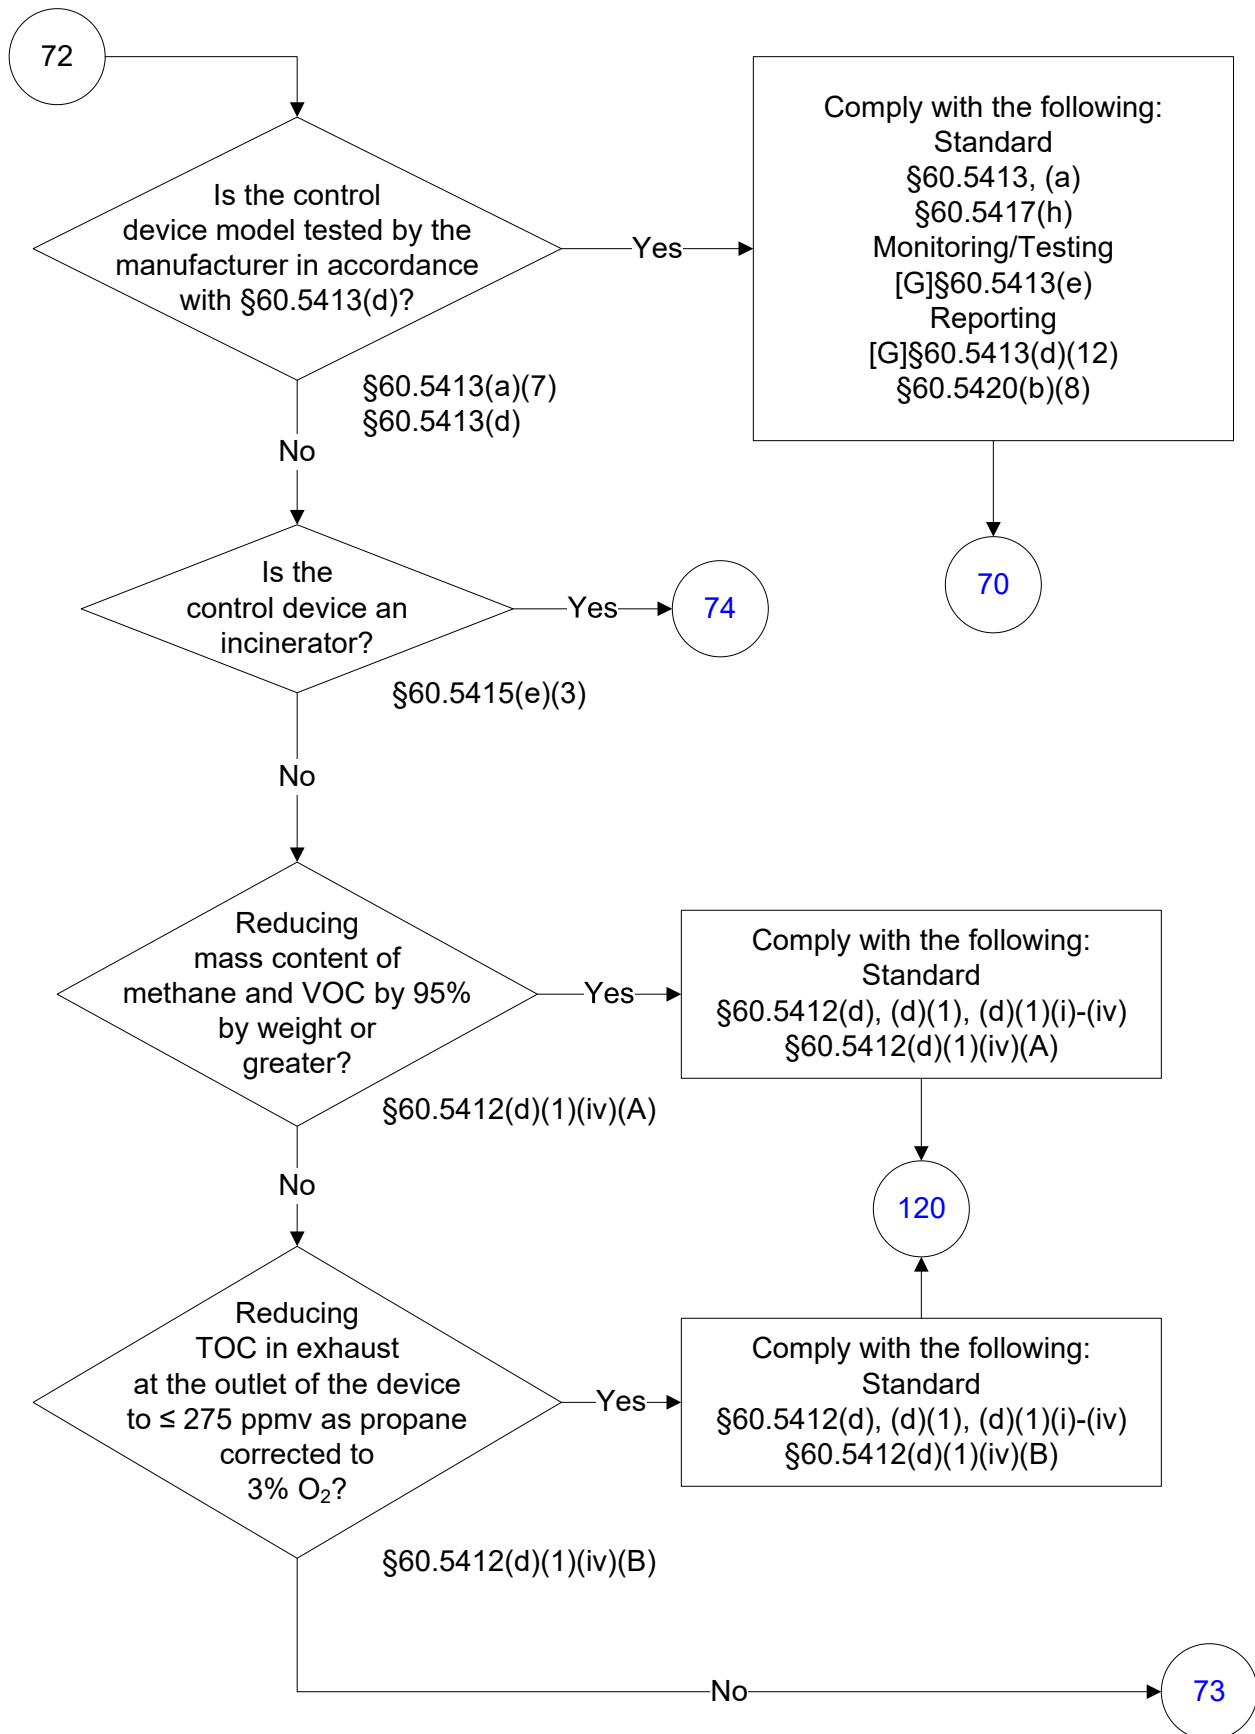 72
Is the control
device model tested by the
manufacturer in accordance
with §60.5413(d)?
Yes
Comply with the following:
Standard
§60.5413, (a)
§60.5417(h)
Monitoring/Testing
[G]§60.5413(e)
Reporting
[G]§60.5413(d)(12)
§60.5420(b)(8)
§60.5413(a)(7)
§60.5413(d)
No
70
Is the
control device an
incinerator?
Yes
74
§60.5415(e)(3)
No
Reducing
mass content of
methane and VOC by 95%
by weight or
greater?
Yes
Comply with the following:
Standard
§60.5412(d), (d)(1), (d)(1)(i)-(iv)
§60.5412(d)(1)(iv)(A)
§60.5412(d)(1)(iv)(A)
No
120
Reducing
TOC in exhaust
at the outlet of the device
to ≤ 275 ppmv as propane
corrected to
3% O₂?
Yes
Comply with the following:
Standard
§60.5412(d), (d)(1), (d)(1)(i)-(iv)
§60.5412(d)(1)(iv)(B)
§60.5412(d)(1)(iv)(B)
No
73